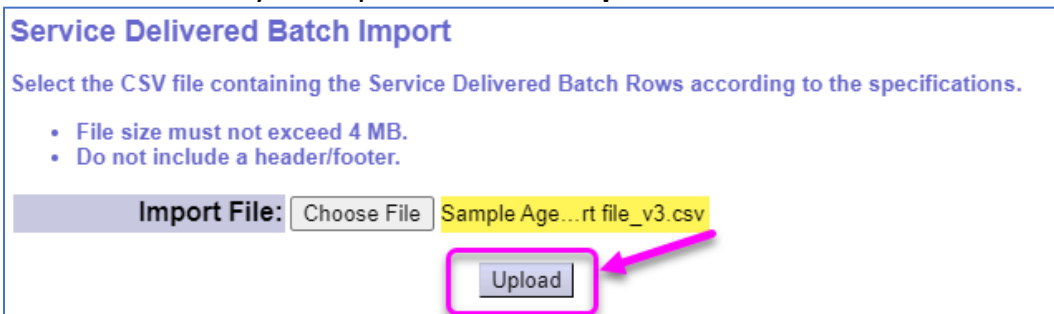 Service Delivered Batch Import
Select the CSV file containing the Service Delivered Batch Rows according to the specifications.
• File size must not exceed 4 MB.
• Do not include a header/footer.
Import File: Choose File Sample Age...rt file_v3.csv
Upload